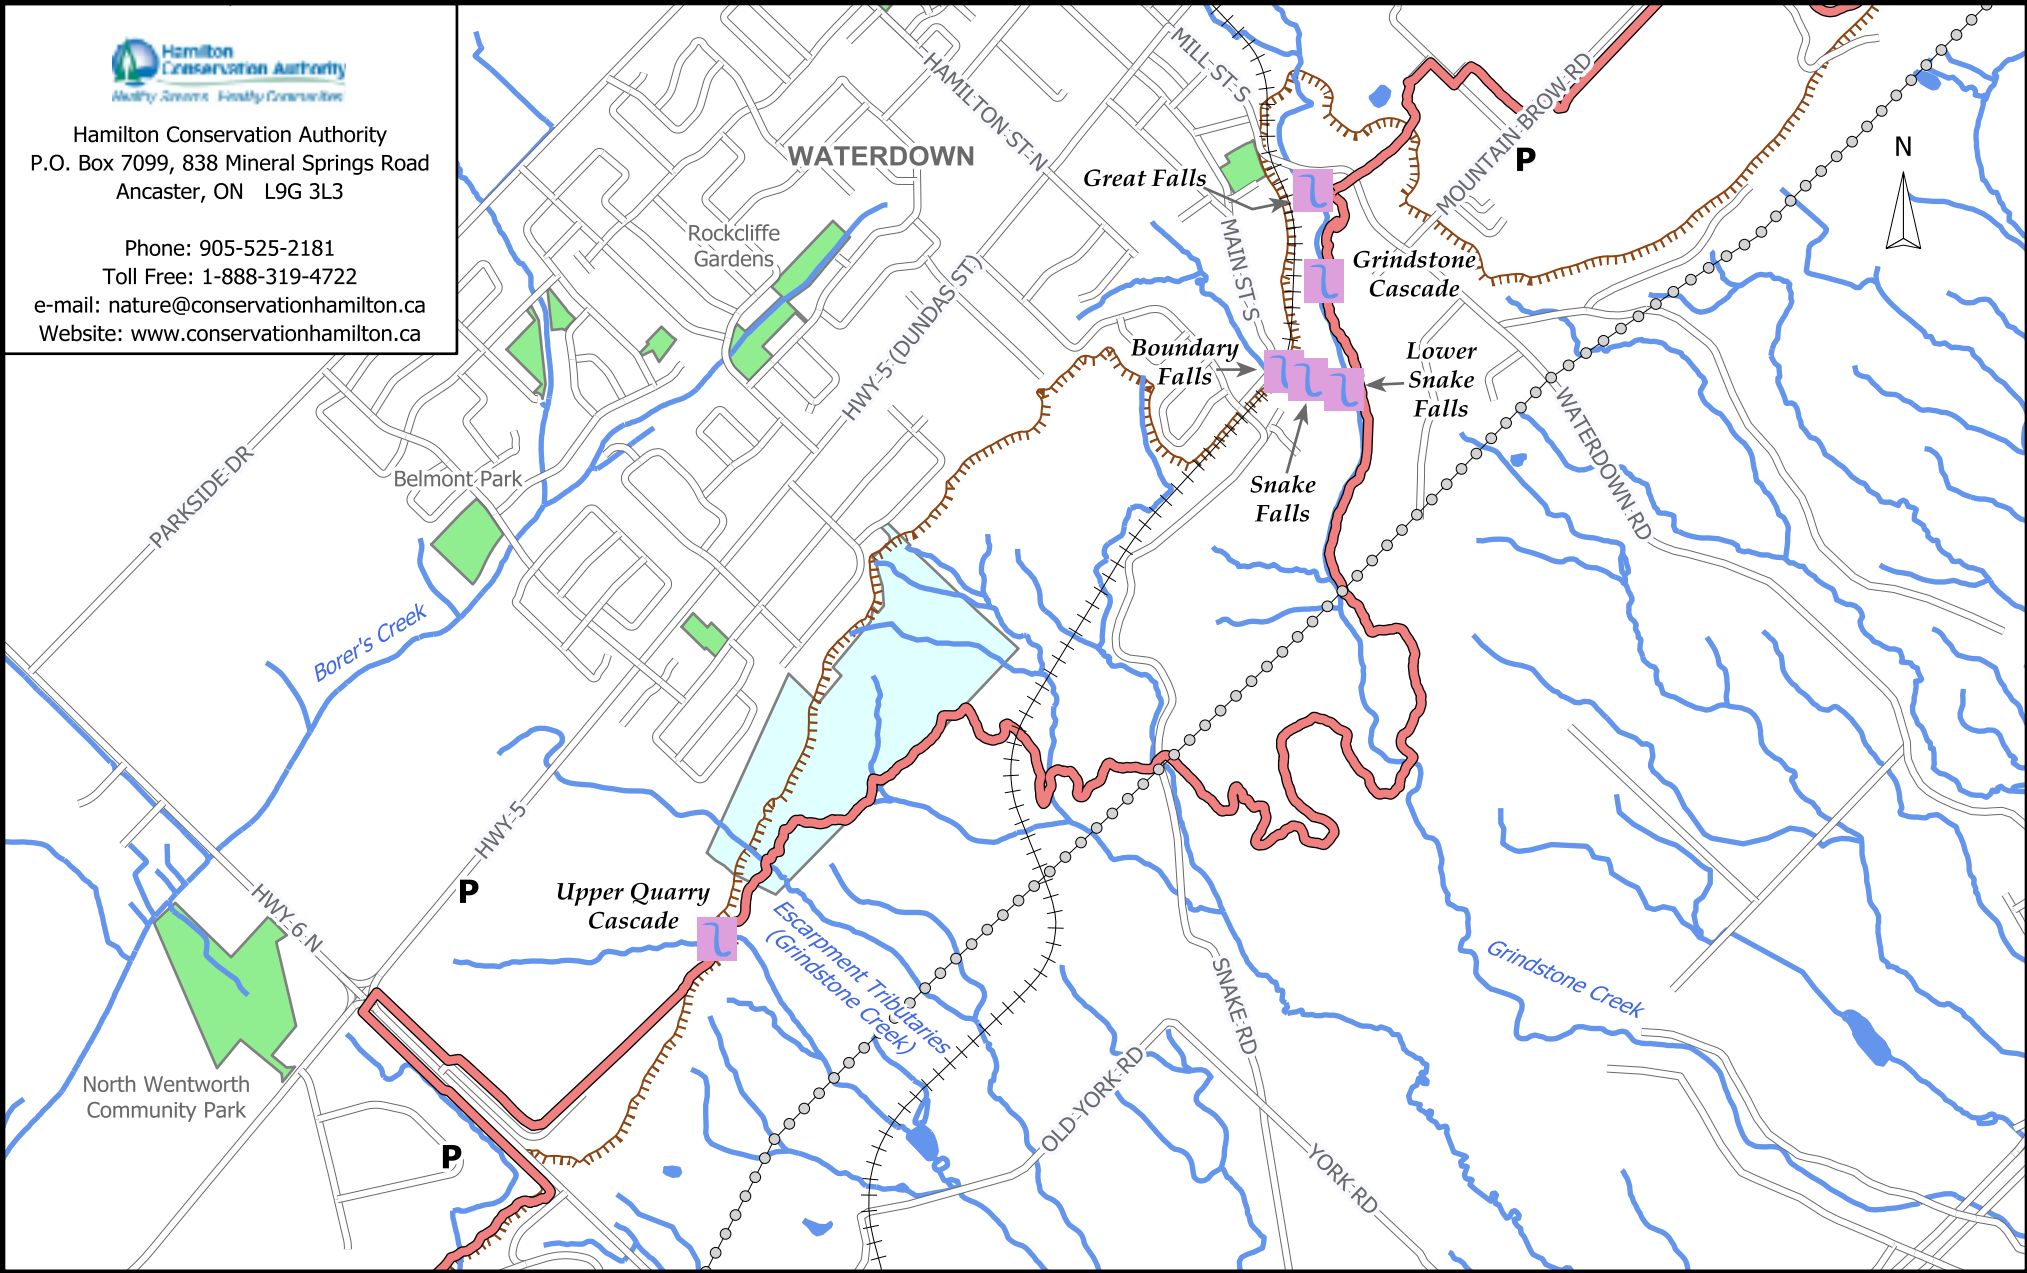 Hamilton
Conservation Authority
Healthy Streams Healthy Communities
Hamilton Conservation Authority
P.O. Box 7099, 838 Mineral Springs Road
Ancaster, ON L9G 3L3
Phone: 905-525-2181
Toll Free: 1-888-319-4722
e-mail: nature@conservationhamilton.ca
Website: www.conservationhamilton.ca
MILL ST S
HAMILTON ST N
WATERDOWN
MOUNTAIN BROW RD
P
N
Great Falls
Rockcliffe
Gardens
MAIN ST S
Grindstone
Cascade
HWY 5 (DUNDAS ST)
Boundary
Falls
Lower
Snake
Falls
PARKSIDE DR
Belmont Park
WATERDOWN RD
Snake
Falls
Borer's Creek
HWY 5
P
Upper Quarry
Cascade
HWY 6 N
Escarpment Tributaries
(Grindstone Creek)
Grindstone Creek
SNAKE RD
North Wentworth
Community Park
OLD YORK RD
P
YORK RD